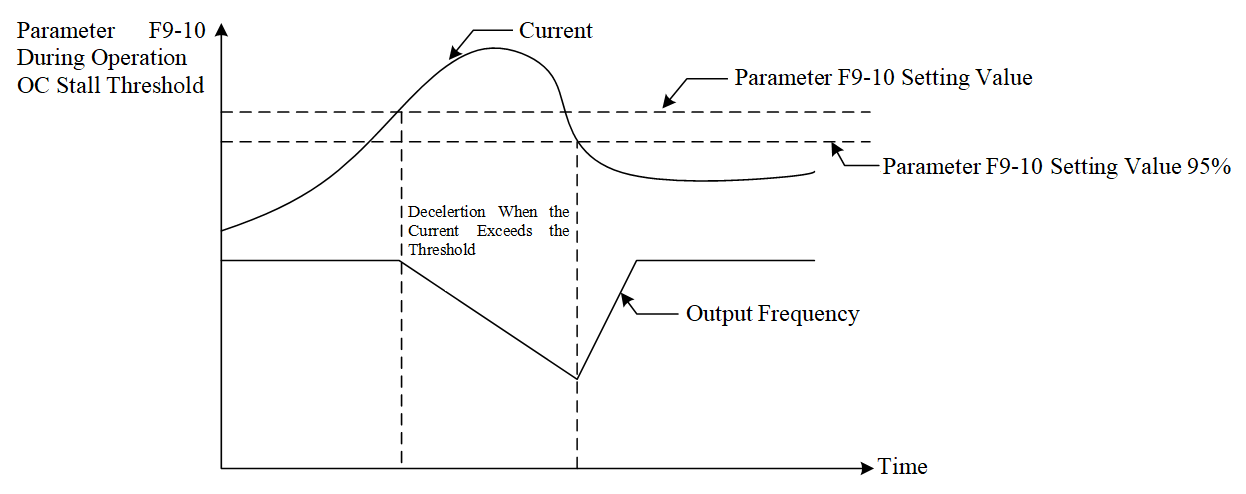 Parameter F9-10
During Operation
OC Stall Threshold
Current
Parameter F9-10 Setting Value
Parameter F9-10 Setting Value 95%
Decelertion When the
Current Exceeds the
Threshold
Output Frequency
Time